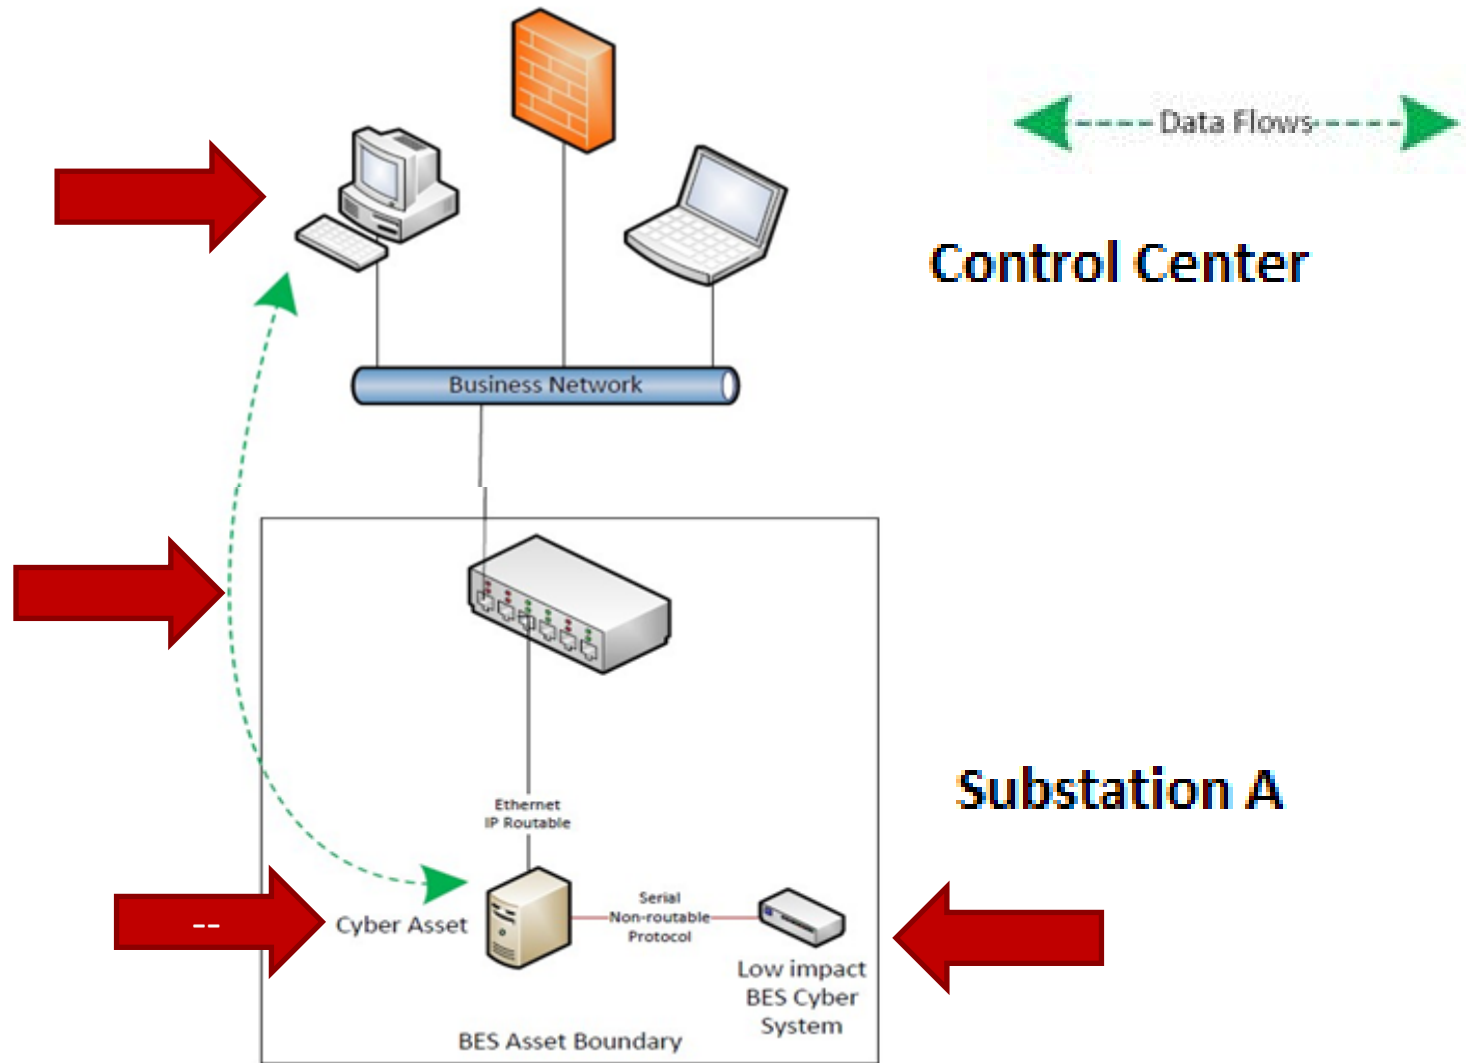 Data Flows
Control Center
Business Network
Substation A
Ethernet
IP Routable
--
Cyber Asset
Serial
Non-routable
Protocol
Low impact
BES Cyber
System
BES Asset Boundary